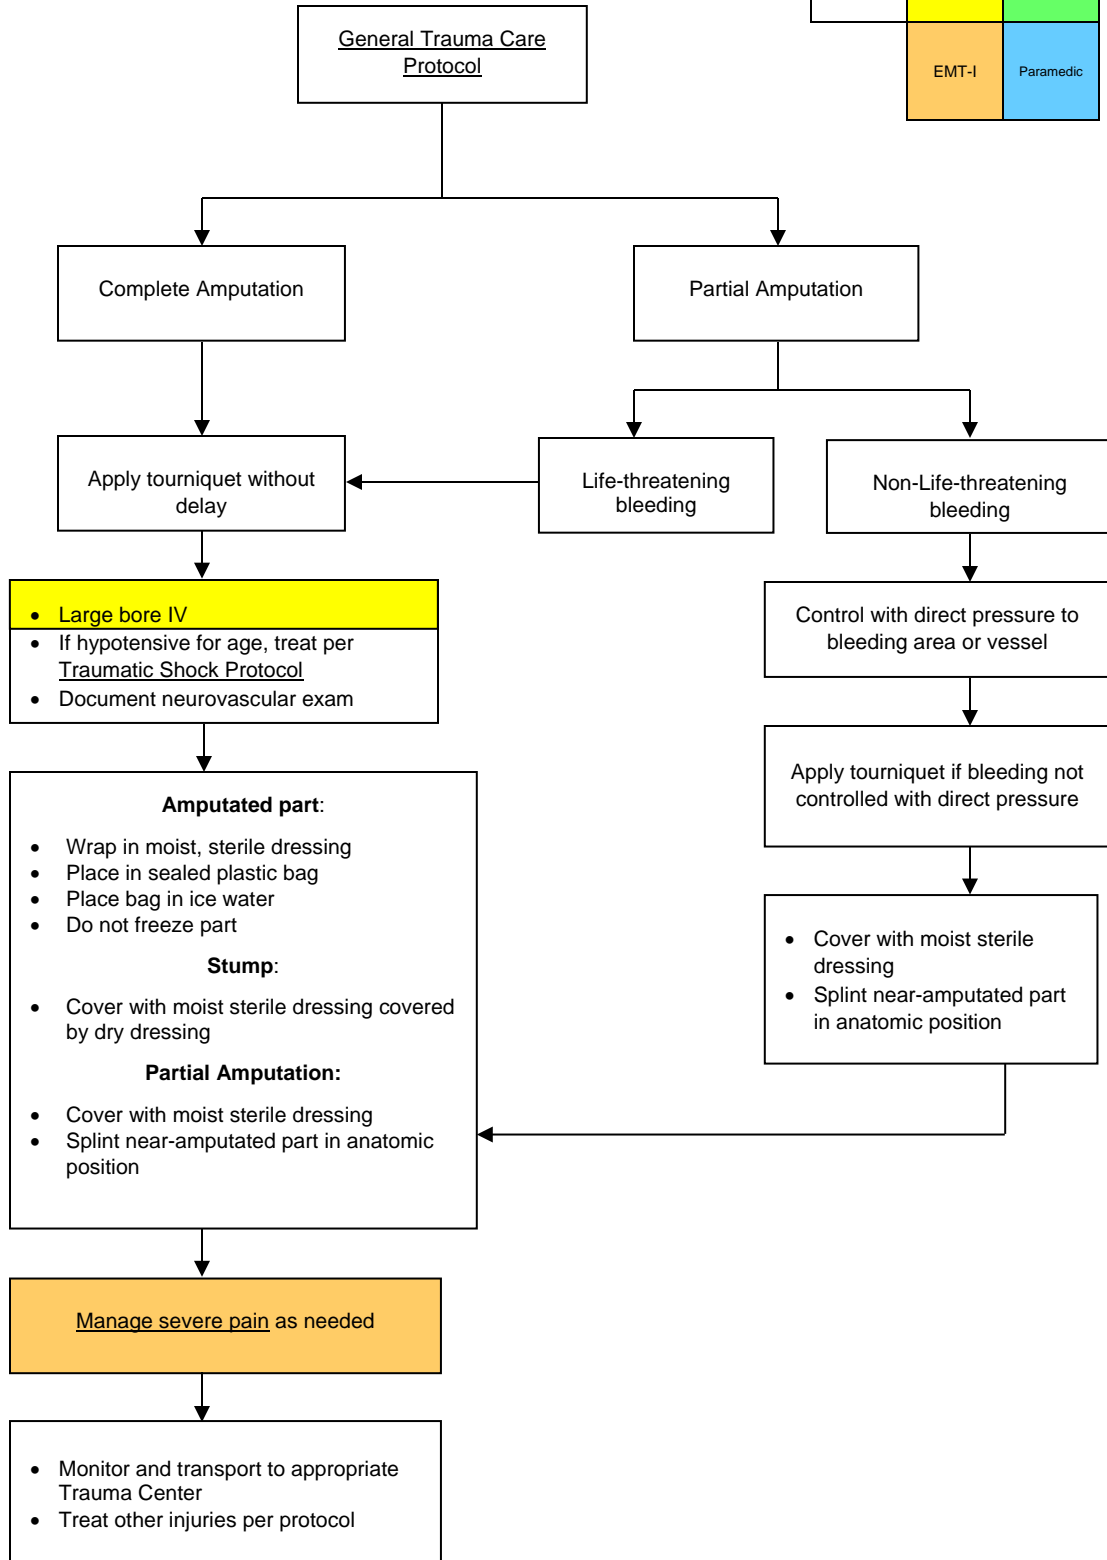 General Trauma Care
Protocol
EMT-I
Paramedic
Complete Amputation
Partial Amputation
Apply tourniquet without
delay
Life-threatening
bleeding
Non-Life-threatening
bleeding
• Large bore IV
• If hypotensive for age, treat per
Traumatic Shock Protocol
• Document neurovascular exam
Control with direct pressure to
bleeding area or vessel
Apply tourniquet if bleeding not
controlled with direct pressure
Amputated part:
• Wrap in moist, sterile dressing
• Place in sealed plastic bag
• Place bag in ice water
• Do not freeze part
Stump:
• Cover with moist sterile dressing covered
by dry dressing
Partial Amputation:
• Cover with moist sterile dressing
• Splint near-amputated part in anatomic
position
• Cover with moist sterile
dressing
• Splint near-amputated part
in anatomic position
Manage severe pain as needed
• Monitor and transport to appropriate
Trauma Center
• Treat other injuries per protocol